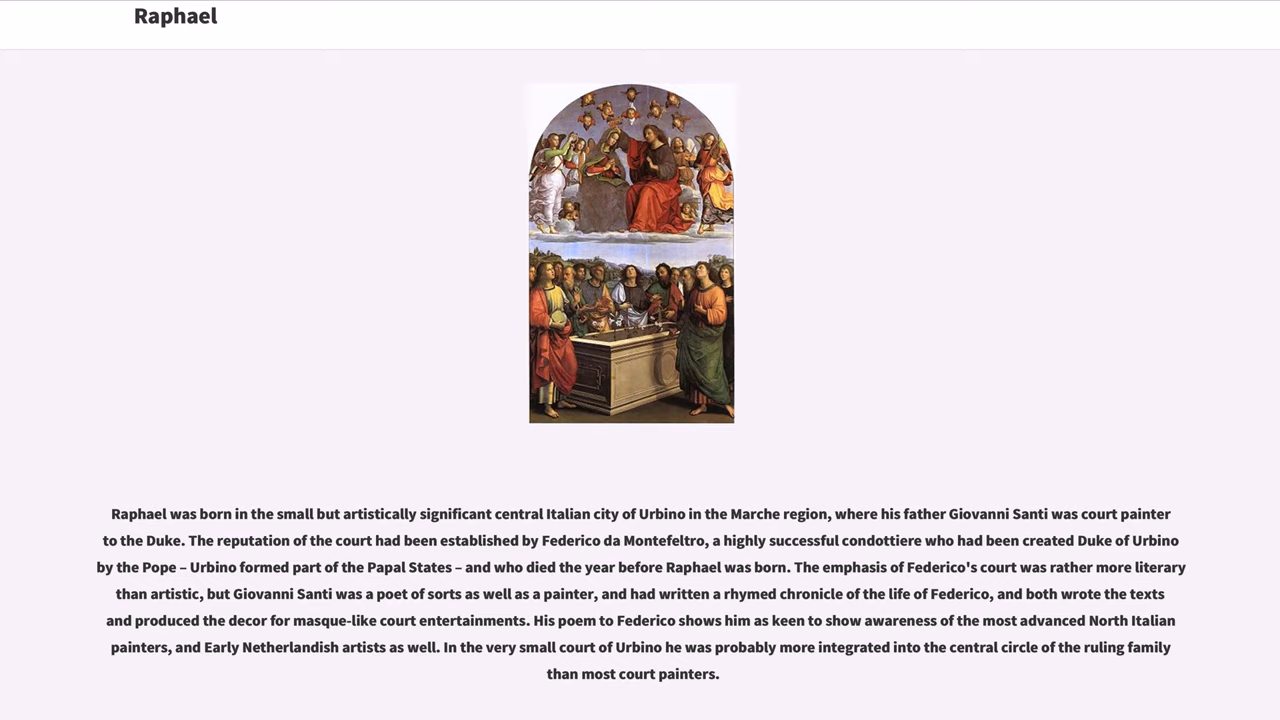 Raphael
Raphael was born in the small but artistically significant central Italian city of Urbino in the Marche region, where his father Giovanni Santi was court painter
to the Duke. The reputation of the court had been established by Federico da Montefeltro, a highly successful condottiere who had been created Duke of Urbino
by the Pope – Urbino formed part of the Papal States – and who died the year before Raphael was born. The emphasis of Federico's court was rather more literary
than artistic, but Giovanni Santi was a poet of sorts as well as a painter, and had written a rhymed chronicle of the life of Federico, and both wrote the texts
and produced the decor for masque-like court entertainments. His poem to Federico shows him as keen to show awareness of the most advanced North Italian
painters, and Early Netherlandish artists as well. In the very small court of Urbino he was probably more integrated into the central circle of the ruling family
than most court painters.